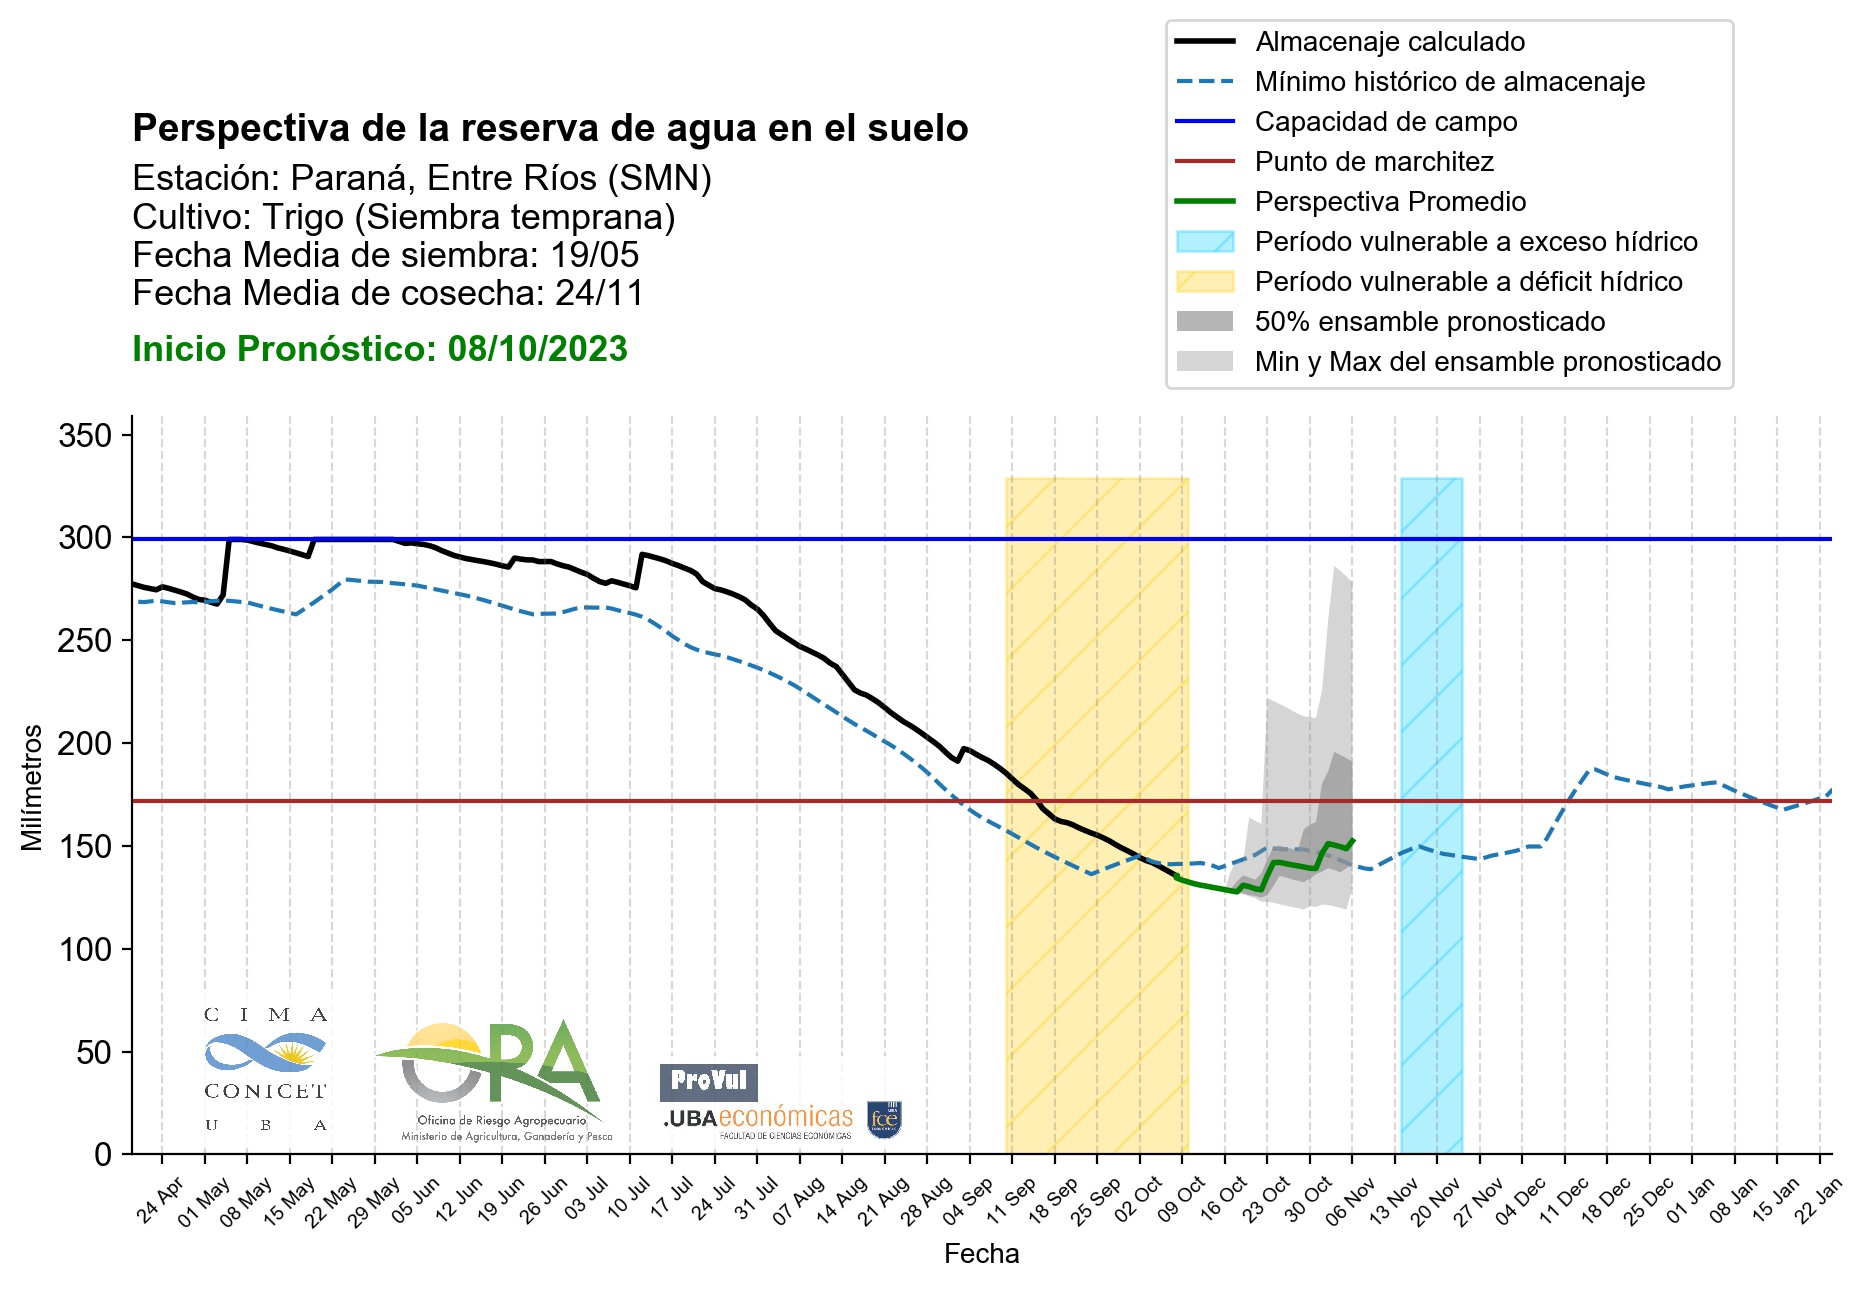 Almacenaje calculado
Mínimo histórico de almacenaje
Capacidad de campo
Punto de marchitez
Perspectiva Promedio
Período vulnerable a exceso hídrico
Período vulnerable a déficit hídrico
50% ensamble pronosticado
Min y Max del ensamble pronosticado
Perspectiva de la reserva de agua en el suelo
Estación: Paraná, Entre Ríos (SMN)
Cultivo: Trigo (Siembra temprana)
Fecha Media de siembra: 19/05
Fecha Media de cosecha: 24/11
Inicio Pronóstico: 08/10/2023
350
300
250
200
150
100
50
0
Milímetros
CIMA
CONICET
UBA
OPA
Oficina de Riesgo Agropecuario
Ministerio de Agricultura, Ganadería y Pesca
ProVul
.UBAeconómicas
FACULTAD DE CIENCIAS ECONÓMICAS
fce
24 Apr
01 May
08 May
15 May
22 May
29 May
05 Jun
12 Jun
19 Jun
26 Jun
03 Jul
10 Jul
17 Jul
24 Jul
31 Jul
07 Aug
14 Aug
21 Aug
28 Aug
04 Sep
11 Sep
18 Sep
25 Sep
02 Oct
09 Oct
16 Oct
23 Oct
30 Oct
06 Nov
13 Nov
20 Nov
27 Nov
04 Dec
11 Dec
18 Dec
25 Dec
01 Jan
08 Jan
15 Jan
22 Jan
Fecha